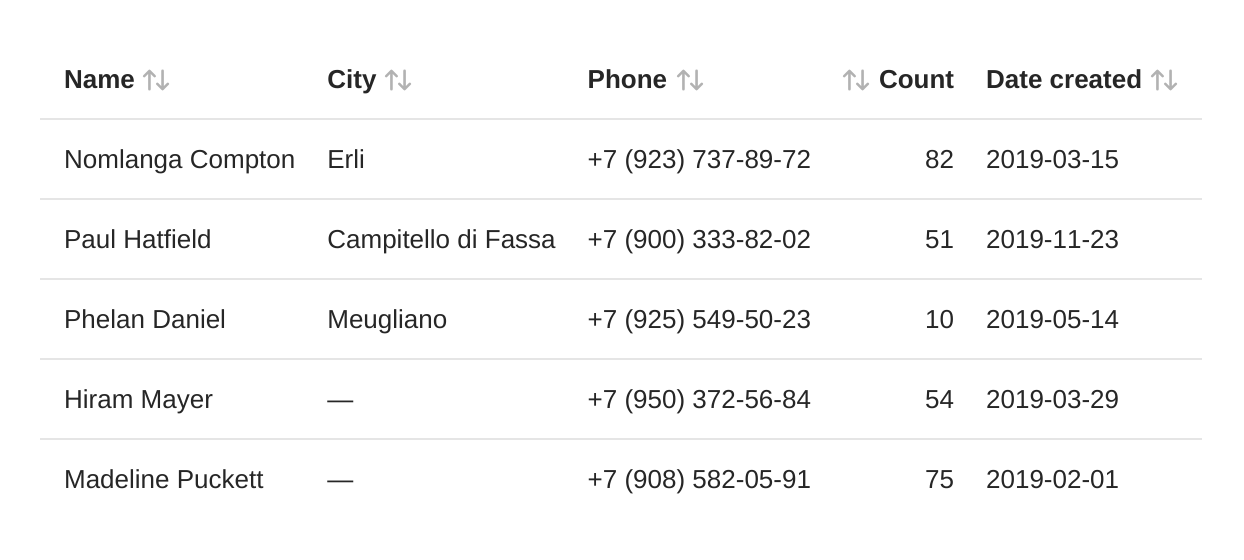 Name City Phone Count Date created
Nomlanga Compton Erli +7 (923) 737-89-72 82 2019-03-15
Paul Hatfield Campitello di Fassa +7 (900) 333-82-02 51 2019-11-23
Phelan Daniel Meugliano +7 (925) 549-50-23 10 2019-05-14
Hiram Mayer — +7 (950) 372-56-84 54 2019-03-29
Madeline Puckett — +7 (908) 582-05-91 75 2019-02-01